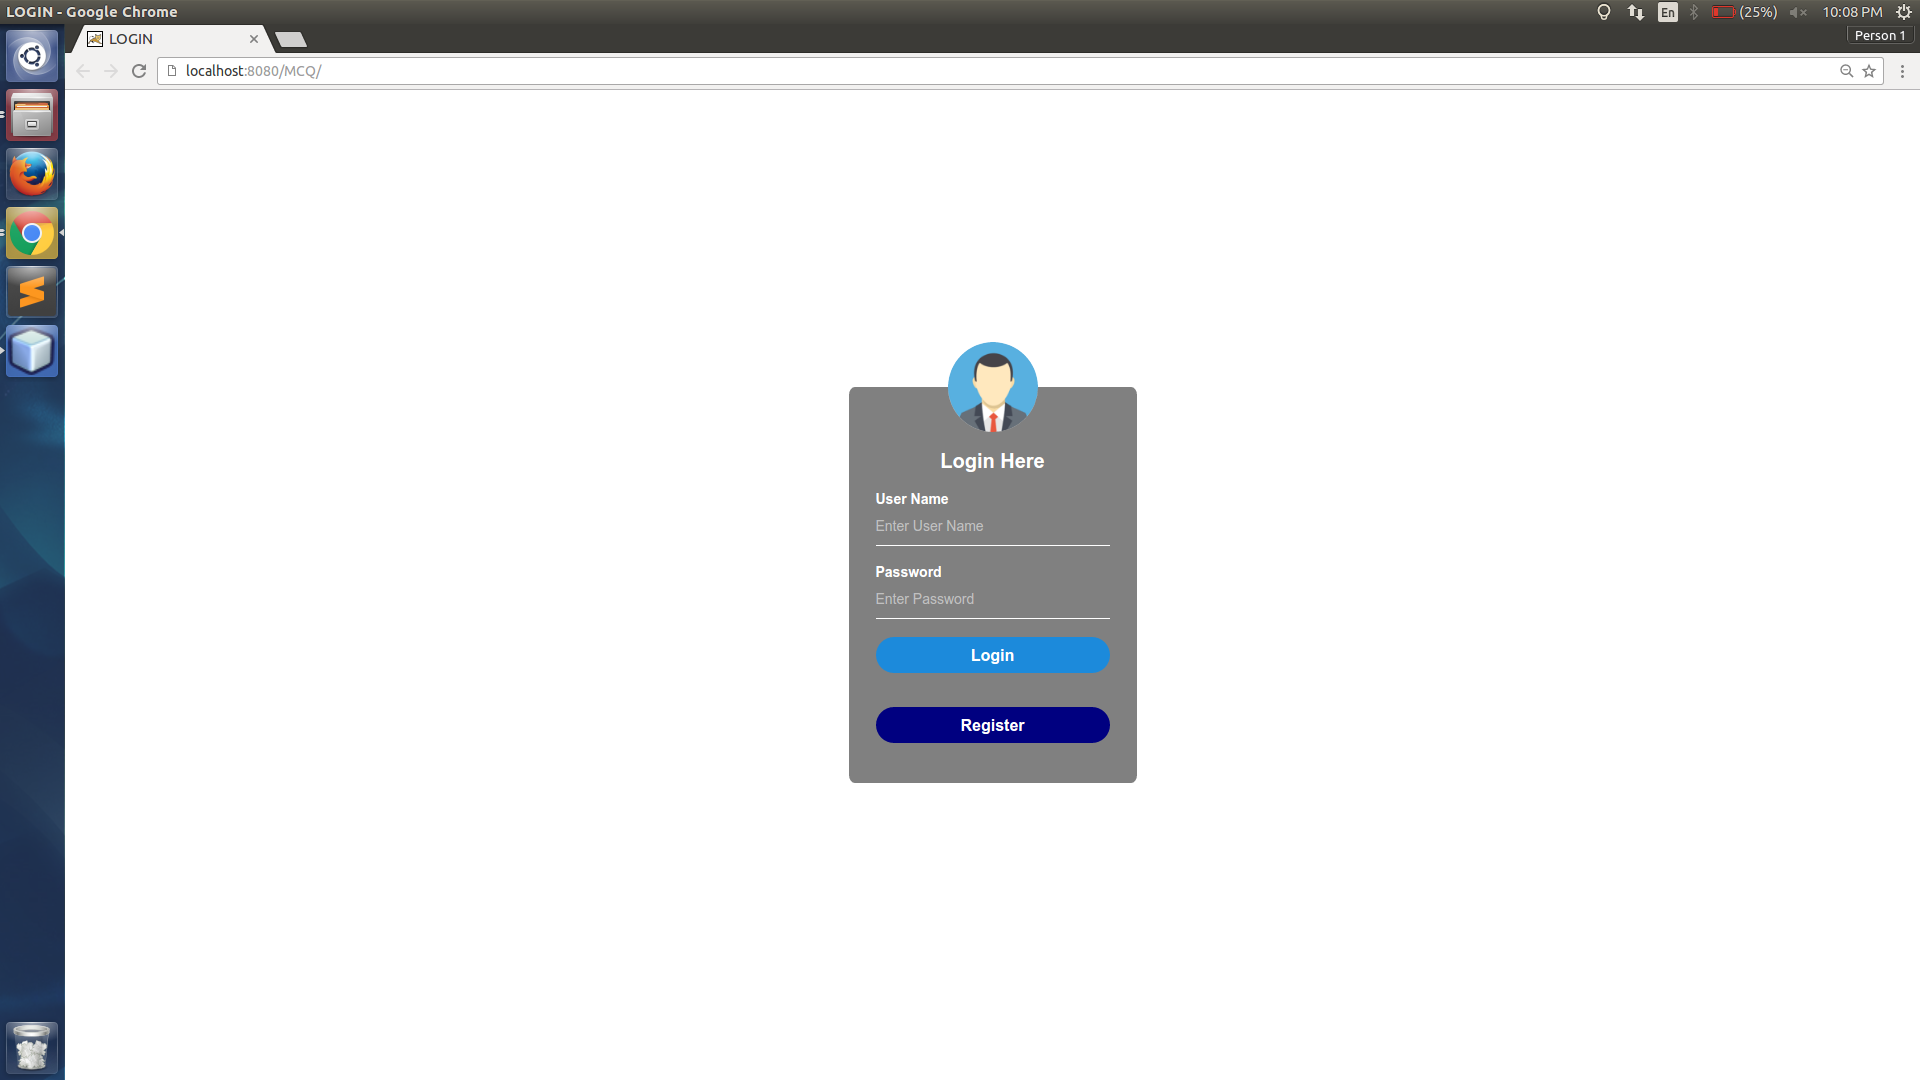 LOGIN - Google Chrome
En
(25%)
10:08 PM
LOGIN
Person 1
localhost:8080/MCQ/
Login Here
User Name
Enter User Name
Password
Enter Password
Login
Register